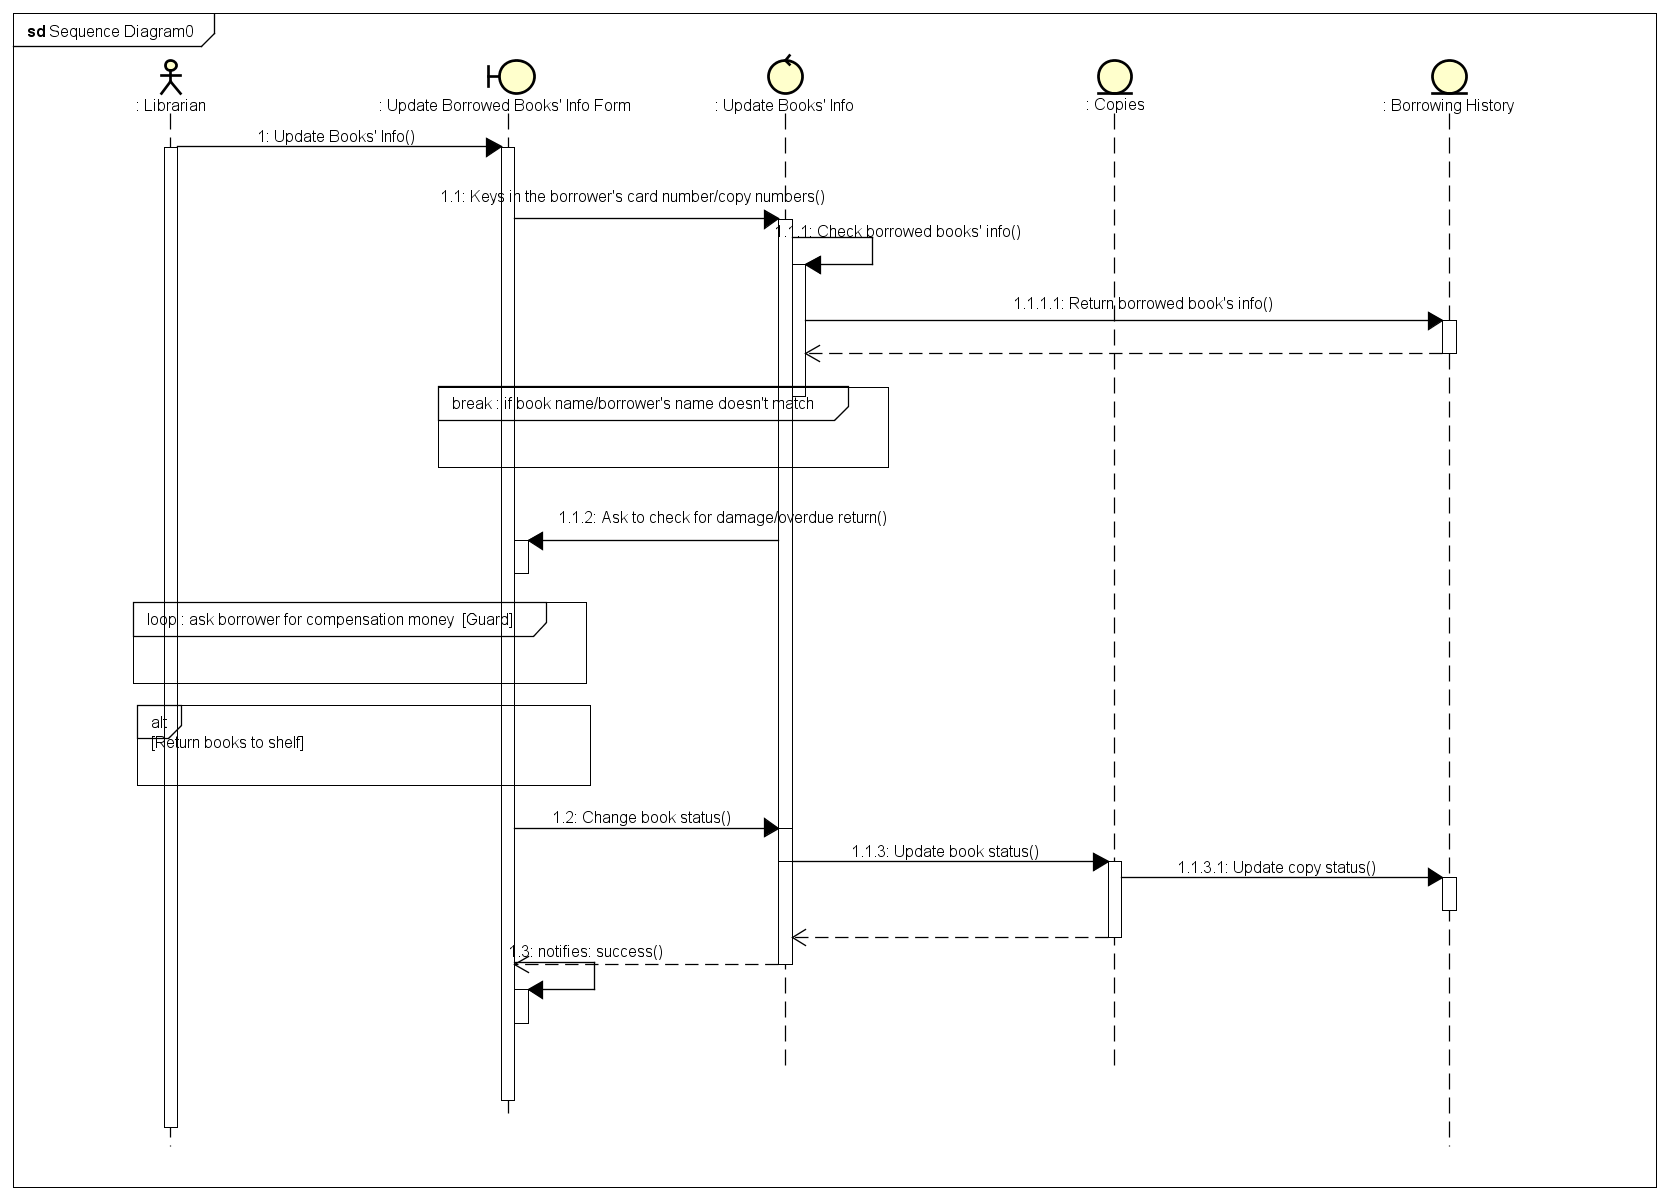 sd Sequence Diagram0
: Librarian
: Update Borrowed Books' Info Form
: Update Books' Info
: Copies
: Borrowing History
1: Update Books' Info()
1.1: Keys in the borrower's card number/copy numbers()
1.1.1: Check borrowed books' info()
1.1.1.1: Return borrowed book's info()
break : if book name/borrower's name doesn't match
1.1.2: Ask to check for damage/overdue return()
loop : ask borrower for compensation money [Guard]
alt
[Return books to shelf]
1.2: Change book status()
1.1.3: Update book status()
1.1.3.1: Update copy status()
1.3: notifies: success()